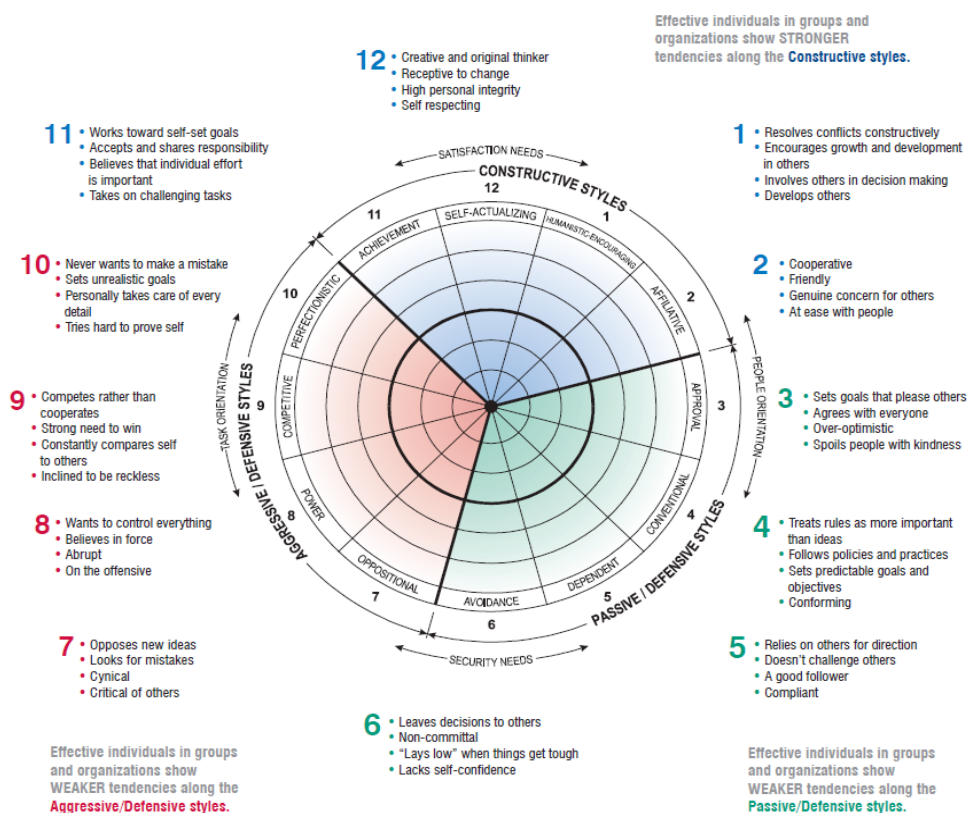 Effective individuals in groups and
organizations show STRONGER
tendencies along the Constructive styles.
12
• Creative and original thinker
• Receptive to change
• High personal integrity
• Self respecting
11
• Works toward self-set goals
• Accepts and shares responsibility
• Believes that individual effort
is important
• Takes on challenging tasks
1
• Resolves conflicts constructively
• Encourages growth and development
in others
• Involves others in decision making
• Develops others
10
• Never wants to make a mistake
• Sets unrealistic goals
• Personally takes care of every
detail
• Tries hard to prove self
2
• Cooperative
• Friendly
• Genuine concern for others
• At ease with people
9
• Competes rather than
cooperates
• Strong need to win
• Constantly compares self
to others
• Inclined to be reckless
3
• Sets goals that please others
• Agrees with everyone
• Over-optimistic
• Spoils people with kindness
8
• Wants to control everything
• Believes in force
• Abrupt
• On the offensive
4
• Treats rules as more important
than ideas
• Follows policies and practices
• Sets predictable goals and
objectives
• Conforming
7
• Opposes new ideas
• Looks for mistakes
• Cynical
• Critical of others
5
• Relies on others for direction
• Doesn't challenge others
• A good follower
• Compliant
6
• Leaves decisions to others
• Non-committal
• “Lays low” when things get tough
• Lacks self-confidence
SATISFACTION NEEDS
CONSTRUCTIVE STYLES
12
SELF-ACTUALIZING
1
HUMANISTIC-ENCOURAGING
2
AFFILIATIVE
PEOPLE ORIENTATION
3
APPROVAL
4
CONVENTIONAL
PASSIVE / DEFENSIVE STYLES
5
DEPENDENT
6
AVOIDANCE
SECURITY NEEDS
7
OPPOSITIONAL
8
POWER
AGGRESSIVE / DEFENSIVE STYLES
TASK ORIENTATION
9
COMPETITIVE
10
PERFECTIONISTIC
11
ACHIEVEMENT
Effective individuals in groups
and organizations show
WEAKER tendencies along the
Aggressive/Defensive styles.
Effective individuals in groups
and organizations show
WEAKER tendencies along the
Passive/Defensive styles.